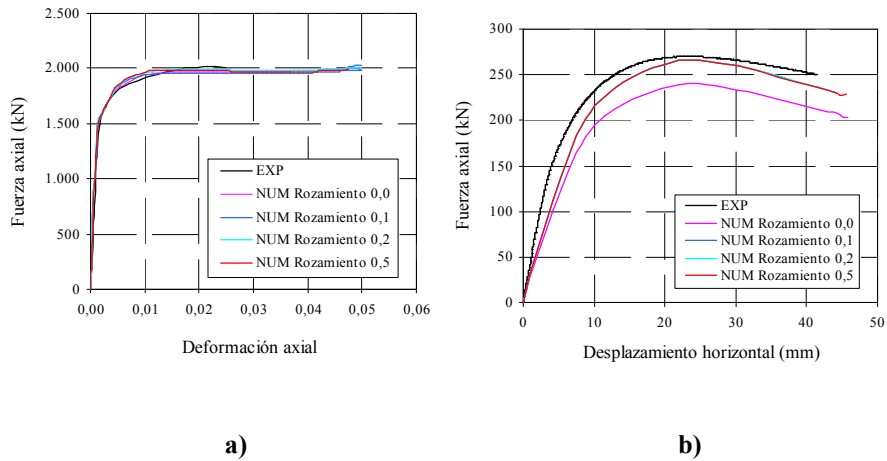 2.500
2.000
1.500
1.000
500
0
Fuerza axial (kN)
EXP
NUM Rozamiento 0,0
NUM Rozamiento 0,1
NUM Rozamiento 0,2
NUM Rozamiento 0,5
0,00 0,01 0,02 0,03 0,04 0,05 0,06
Deformación axial
a)
300
250
200
150
100
50
0
Fuerza axial (kN)
EXP
NUM Rozamiento 0,0
NUM Rozamiento 0,1
NUM Rozamiento 0,2
NUM Rozamiento 0,5
0 10 20 30 40 50
Desplazamiento horizontal (mm)
b)